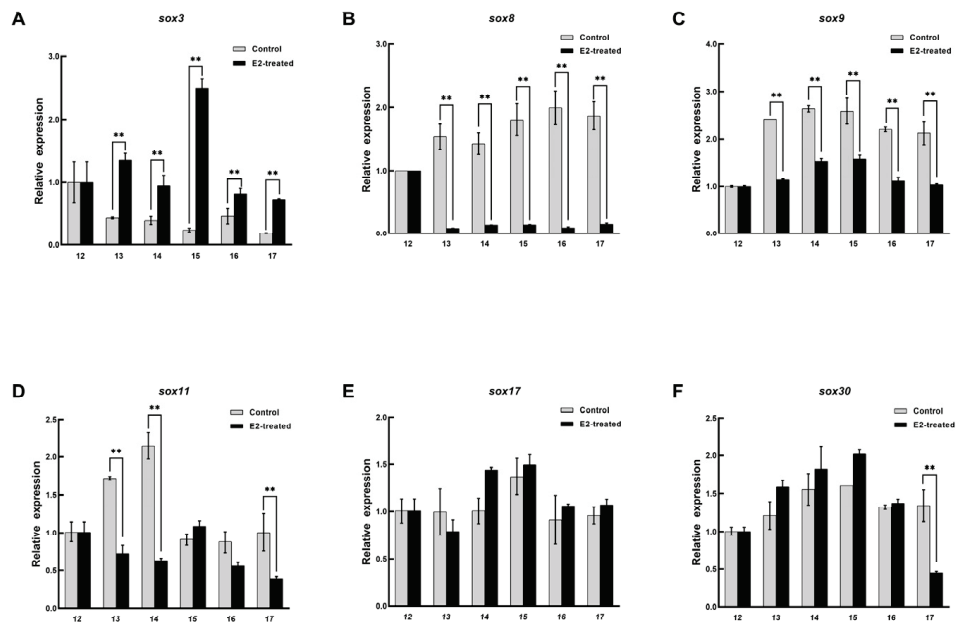 A
sox3
Control
E2-treated
Relative expression
3.0
2.0
1.0
0.0
** ** ** ** **
12 13 14 15 16 17
B
sox8
Control
E2-treated
Relative expression
3.0
2.0
1.0
0.0
** ** ** ** **
12 13 14 15 16 17
C
sox9
Control
E2-treated
Relative expression
4.0
3.0
2.0
1.0
0.0
** ** ** ** **
12 13 14 15 16 17
D
sox11
Control
E2-treated
Relative expression
2.5
2.0
1.5
1.0
0.5
0.0
** ** **
12 13 14 15 16 17
E
sox17
Control
E2-treated
Relative expression
2.0
1.5
1.0
0.5
0.0
12 13 14 15 16 17
F
sox30
Control
E2-treated
Relative expression
2.5
2.0
1.5
1.0
0.5
0.0
**
12 13 14 15 16 17